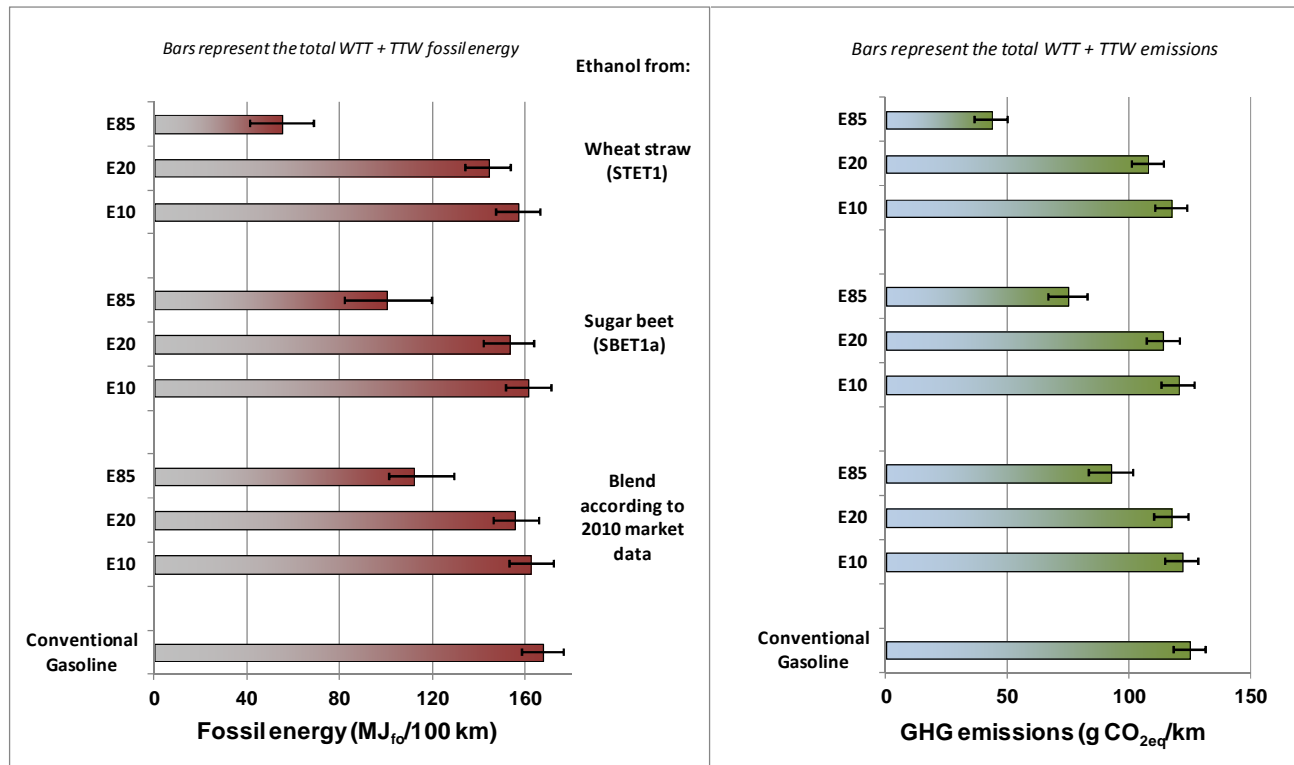 Bars represent the total WTT + TTW fossil energy
Ethanol from:
E85
E20
E10
Wheat straw
(STET1)
E85
E20
E10
Sugar beet
(SBET1a)
E85
E20
E10
Blend
according to
2010 market
data
Conventional
Gasoline
0 40 80 120 160
Fossil energy (MJfo/100 km)
Bars represent the total WTT + TTW emissions
E85
E20
E10
E85
E20
E10
E85
E20
E10
Conventional
Gasoline
0 50 100 150
GHG emissions (g CO2eq/km